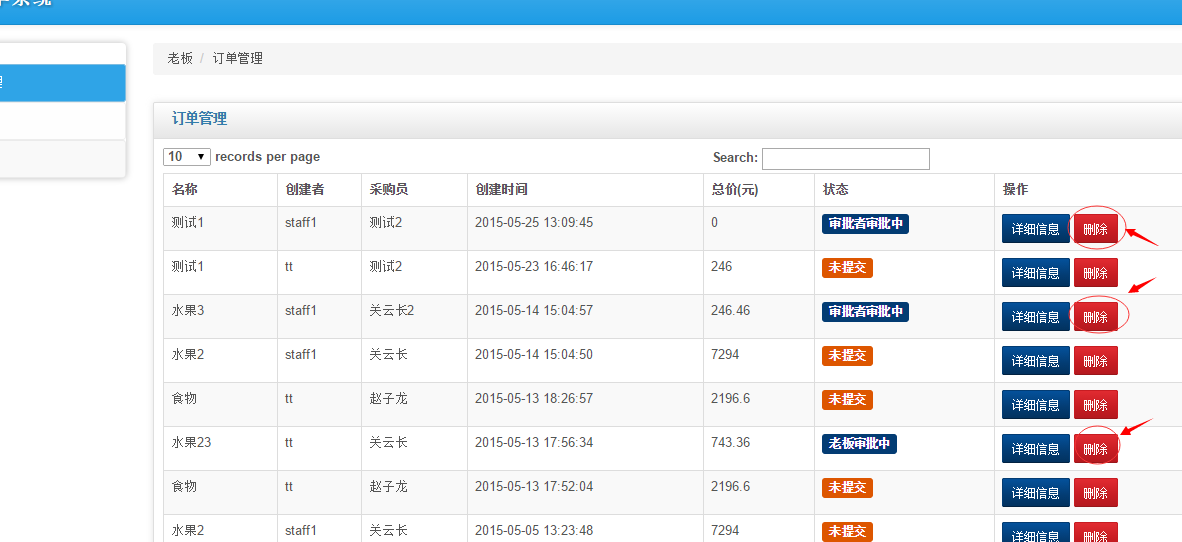 老板 / 订单管理
订单管理
10 records per page Search:
名称 创建者 采购员 创建时间 总价(元) 状态 操作
测试1 staff1 测试2 2015-05-25 13:09:45 0 审批者审批中 详细信息 删除
测试1 tt 测试2 2015-05-23 16:46:17 246 未提交 详细信息 删除
水果3 staff1 关云长2 2015-05-14 15:04:57 246.46 审批者审批中 详细信息 删除
水果2 staff1 关云长 2015-05-14 15:04:50 7294 未提交 详细信息 删除
食物 tt 赵子龙 2015-05-13 18:26:57 2196.6 未提交 详细信息 删除
水果23 tt 关云长 2015-05-13 17:56:34 743.36 老板审批中 详细信息 删除
食物 tt 赵子龙 2015-05-13 17:52:04 2196.6 未提交 详细信息 删除
水果2 staff1 关云长 2015-05-05 13:23:48 7294 未提交 详细信息 删除